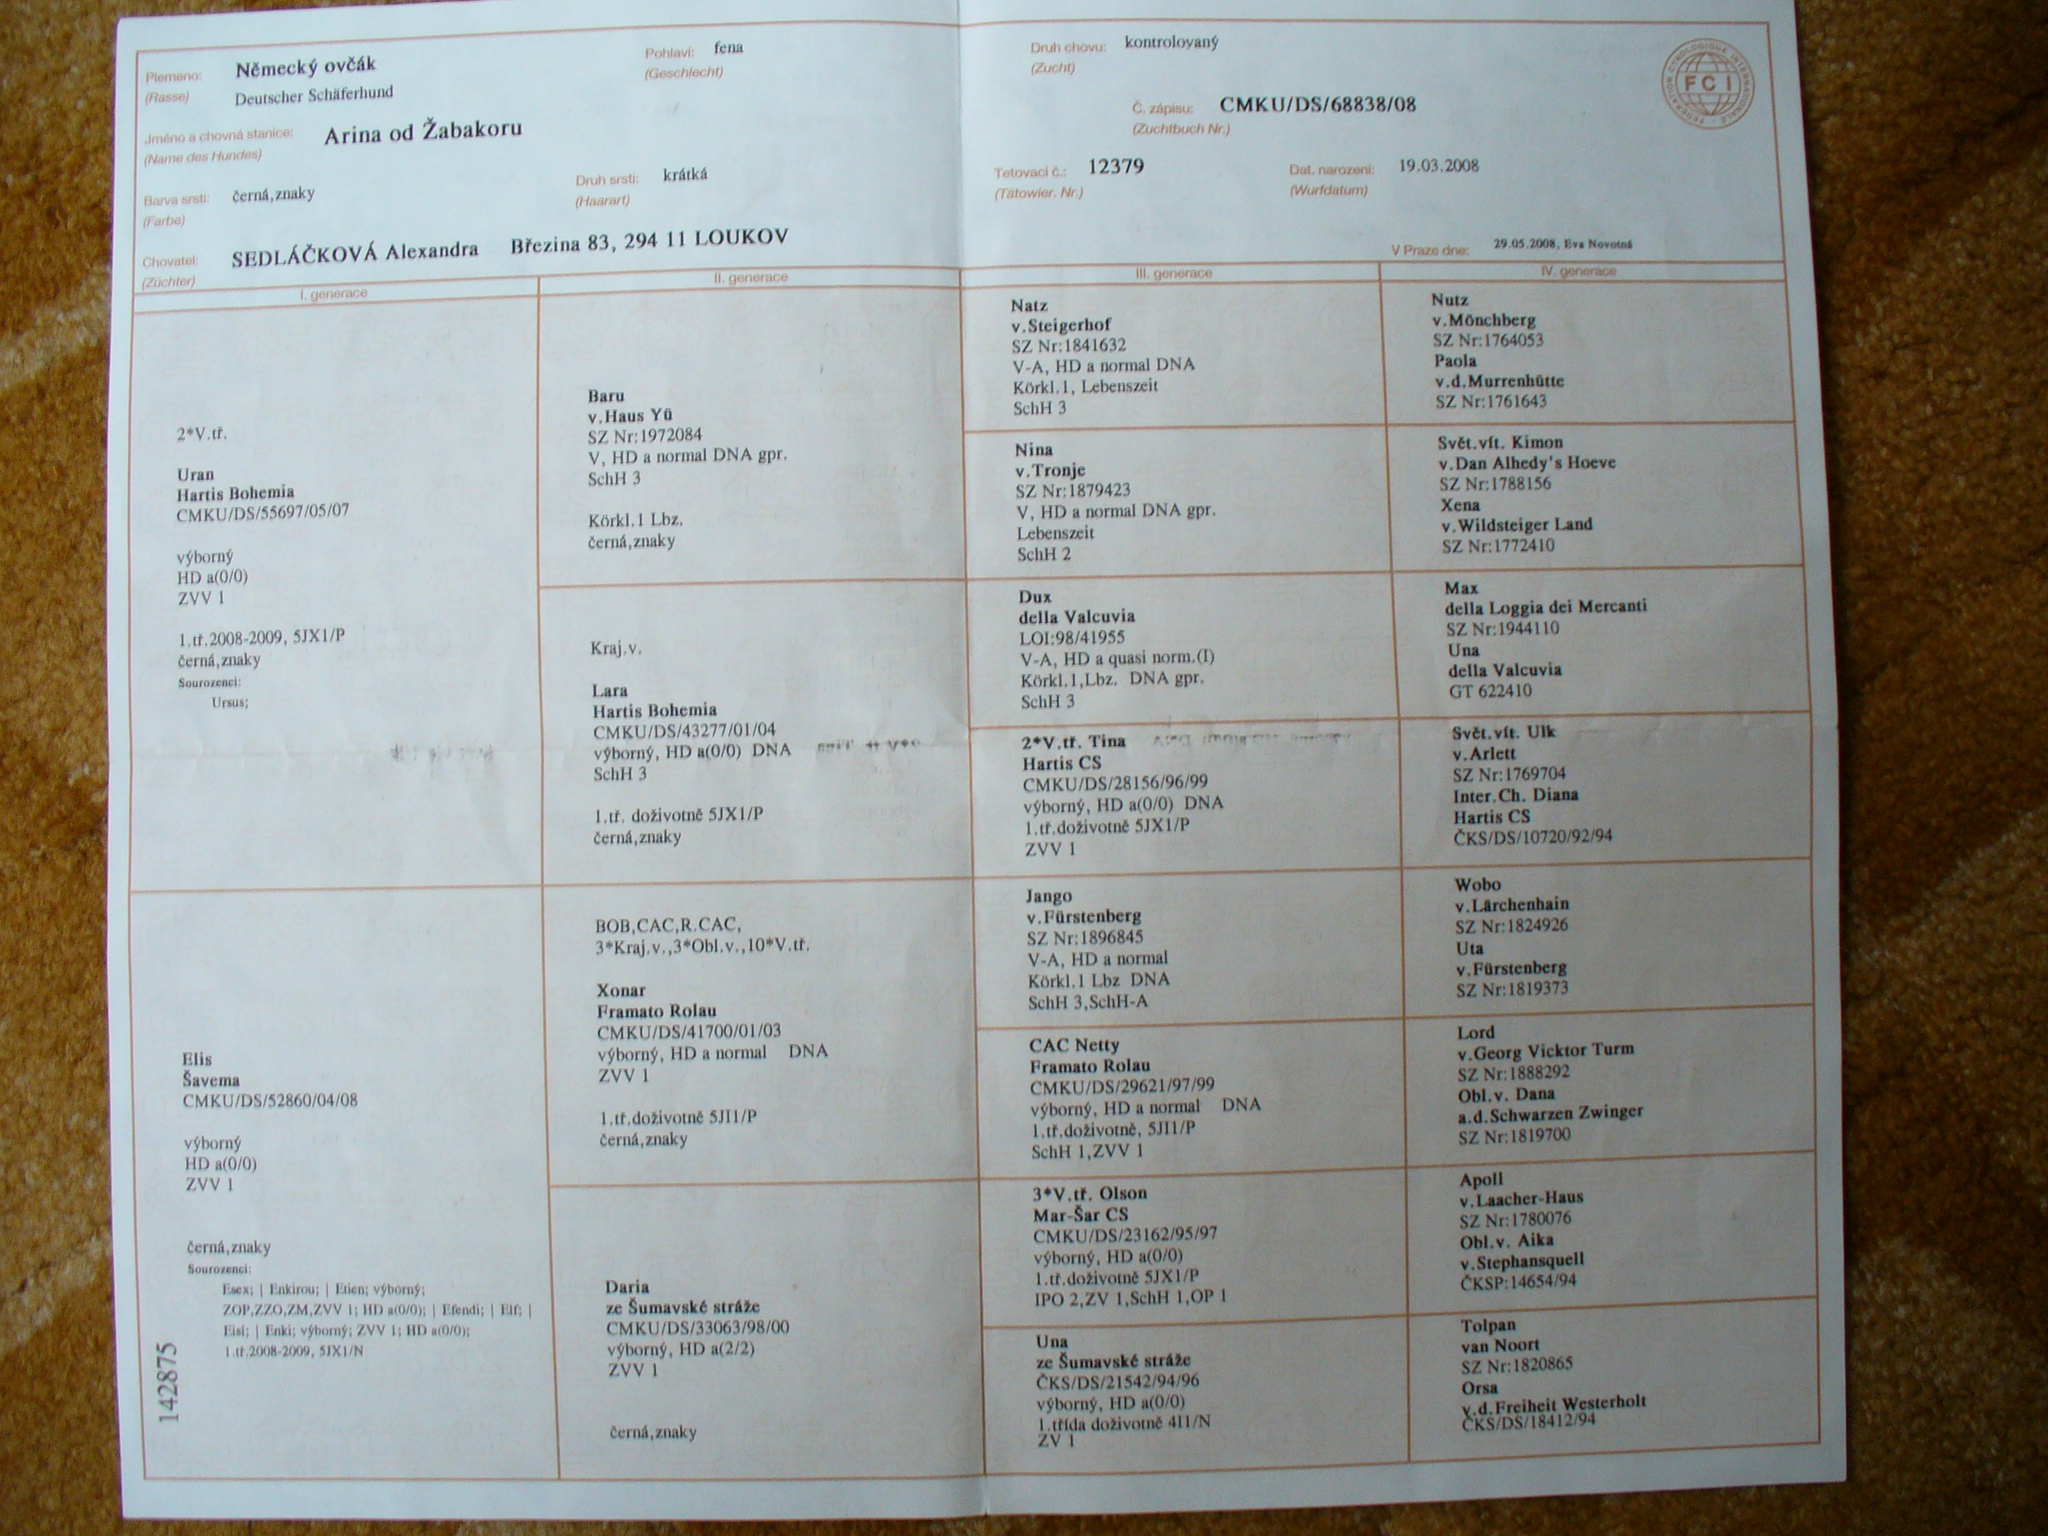 Plemeno: Německý ovčák
(Rasse) Deutscher Schäferhund
Pohlaví: fena
(Geschlecht)
Druh chovu: kontrolovaný
(Zucht)
FEDERATION CYNOLOGIQUE INTERNATIONALE
FCI
Jméno a chovná stanice: Arina od Žabakoru
(Name des Hundes)
Č. zápisu: CMKU/DS/68838/08
(Zuchtbuch Nr.)
Barva srsti: černá,znaky
(Farbe)
Druh srsti: krátká
(Haarart)
Tetovací č.: 12379
(Tätowier. Nr.)
Dat. narození: 19.03.2008
(Wurfdatum)
Chovatel: SEDLÁČKOVÁ Alexandra Březina 83, 294 11 LOUKOV
(Züchter)
V Praze dne: 29.05.2008, Eva Novotná
I. generace
2*V.tř.
Uran
Hartis Bohemia
CMKU/DS/55697/05/07
výborný
HD a(0/0)
ZVV 1
1.tř.2008-2009, 5JX1/P
černá,znaky
Sourozenci:
Ursus;
Elis
Šavema
CMKU/DS/52860/04/08
výborný
HD a(0/0)
ZVV 1
černá,znaky
Sourozenci:
Esex; | Enkirou; | Etien; výborný;
ZOP,ZZO,ZM,ZVV 1; HD a(0/0); | Efendi; | Elf; |
Eisi; | Enki; výborný; ZVV 1; HD a(0/0);
1.tř.2008-2009, 5JX1/N
142875
II. generace
Baru
v.Haus Yü
SZ Nr:1972084
V, HD a normal DNA gpr.
SchH 3
Körkl.1 Lbz.
černá,znaky
Kraj.v.
Lara
Hartis Bohemia
CMKU/DS/43277/01/04
výborný, HD a(0/0) DNA
SchH 3
1.tř. doživotně 5JX1/P
černá,znaky
BOB,CAC,R.CAC,
3*Kraj.v.,3*Obl.v.,10*V.tř.
Xonar
Framato Rolau
CMKU/DS/41700/01/03
výborný, HD a normal DNA
ZVV 1
1.tř.doživotně 5JI1/P
černá,znaky
Daria
ze Šumavské stráže
CMKU/DS/33063/98/00
výborný, HD a(2/2)
ZVV 1
černá,znaky
III. generace
Natz
v.Steigerhof
SZ Nr:1841632
V-A, HD a normal DNA
Körkl.1, Lebenszeit
SchH 3
Nina
v.Tronje
SZ Nr:1879423
V, HD a normal DNA gpr.
Lebenszeit
SchH 2
Dux
della Valcuvia
LOI:98/41955
V-A, HD a quasi norm.(I)
Körkl.1,Lbz. DNA gpr.
SchH 3
2*V.tř. Tina
Hartis CS
CMKU/DS/28156/96/99
výborný, HD a(0/0) DNA
1.tř.doživotně 5JX1/P
ZVV 1
Jango
v.Fürstenberg
SZ Nr:1896845
V-A, HD a normal
Körkl.1 Lbz DNA
SchH 3,SchH-A
CAC Netty
Framato Rolau
CMKU/DS/29621/97/99
výborný, HD a normal DNA
1.tř.doživotně, 5JI1/P
SchH 1,ZVV 1
3*V.tř. Olson
Mar-Šar CS
CMKU/DS/23162/95/97
výborný, HD a(0/0)
1.tř.doživotně 5JX1/P
IPO 2,ZV 1,SchH 1,OP 1
Una
ze Šumavské stráže
ČKS/DS/21542/94/96
výborný, HD a(0/0)
1.třída doživotně 4I1/N
ZV 1
IV. generace
Nutz
v.Mönchberg
SZ Nr:1764053
Paola
v.d.Murrenhütte
SZ Nr:1761643
Svět.vít. Kimon
v.Dan Alhedy's Hoeve
SZ Nr:1788156
Xena
v.Wildsteiger Land
SZ Nr:1772410
Max
della Loggia dei Mercanti
SZ Nr:1944110
Una
della Valcuvia
GT 622410
Svět.vít. Ulk
v.Arlett
SZ Nr:1769704
Inter.Ch. Diana
Hartis CS
ČKS/DS/10720/92/94
Wobo
v.Lärchenhain
SZ Nr:1824926
Uta
v.Fürstenberg
SZ Nr:1819373
Lord
v.Georg Vicktor Turm
SZ Nr:1888292
Obl.v. Dana
a.d.Schwarzen Zwinger
SZ Nr:1819700
Apoll
v.Laacher-Haus
SZ Nr:1780076
Obl.v. Aika
v.Stephansquell
ČKSP:14654/94
Tolpan
van Noort
SZ Nr:1820865
Orsa
v.d.Freiheit Westerholt
ČKS/DS/18412/94